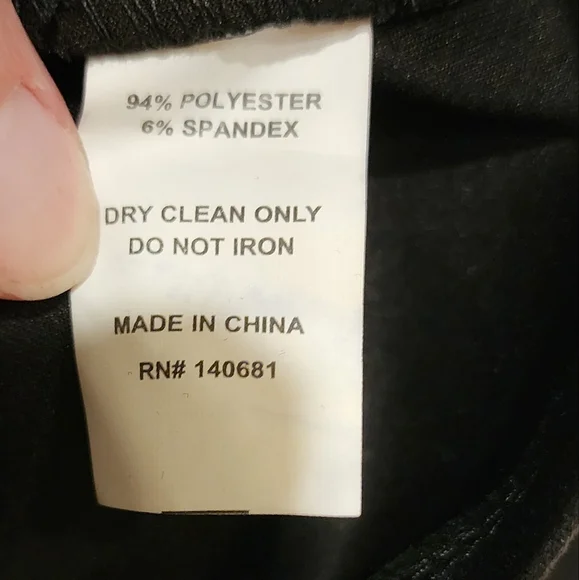 94% POLYESTER
6% SPANDEX
DRY CLEAN ONLY
DO NOT IRON
MADE IN CHINA
RN# 140681